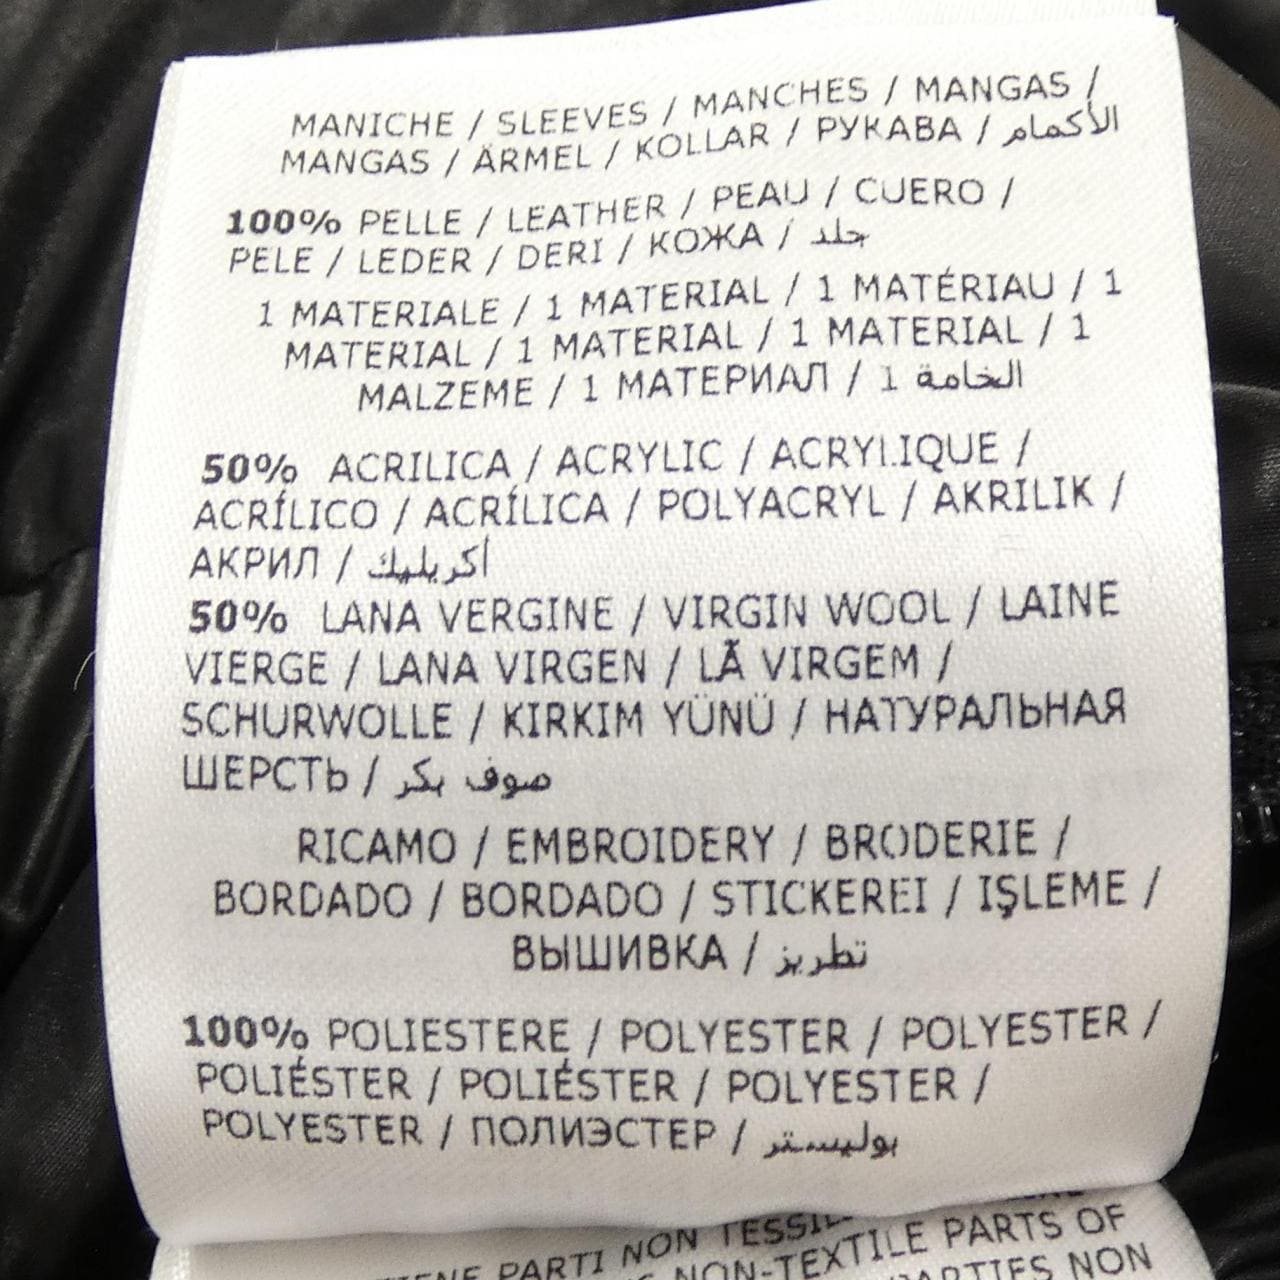 MANICHE / SLEEVES / MANCHES / MANGAS /
MANGAS / ÄRMEL / KOLLAR / РУКАВА / الأكمام
100% PELLE / LEATHER / PEAU / CUERO /
PELE / LEDER / DERI / КОЖА / جلد
1 MATERIALE / 1 MATERIAL / 1 MATÉRIAU / 1
MATERIAL / 1 MATERIAL / 1 MATERIAL / 1
MALZEME / 1 МАТЕРИАЛ / 1 الخامة
50% ACRILICA / ACRYLIC / ACRYLIQUE /
ACRÍLICO / ACRÍLICA / POLYACRYL / AKRILIK /
АКРИЛ / أكريليك
50% LANA VERGINE / VIRGIN WOOL / LAINE
VIERGE / LANA VIRGEN / LÃ VIRGEM /
SCHURWOLLE / KIRKIM YÜNÜ / НАТУРАЛЬНАЯ
ШЕРСТЬ / صوف بكر
RICAMO / EMBROIDERY / BRODERIE /
BORDADO / BORDADO / STICKEREI / IŞLEME /
ВЫШИВКА / تطريز
100% POLIESTERE / POLYESTER / POLYESTER /
POLIÉSTER / POLIÉSTER / POLYESTER /
POLYESTER / ПОЛИЭСТЕР / بوليستر
PARTI NON
NON-TEXTILE PARTS OF
NON